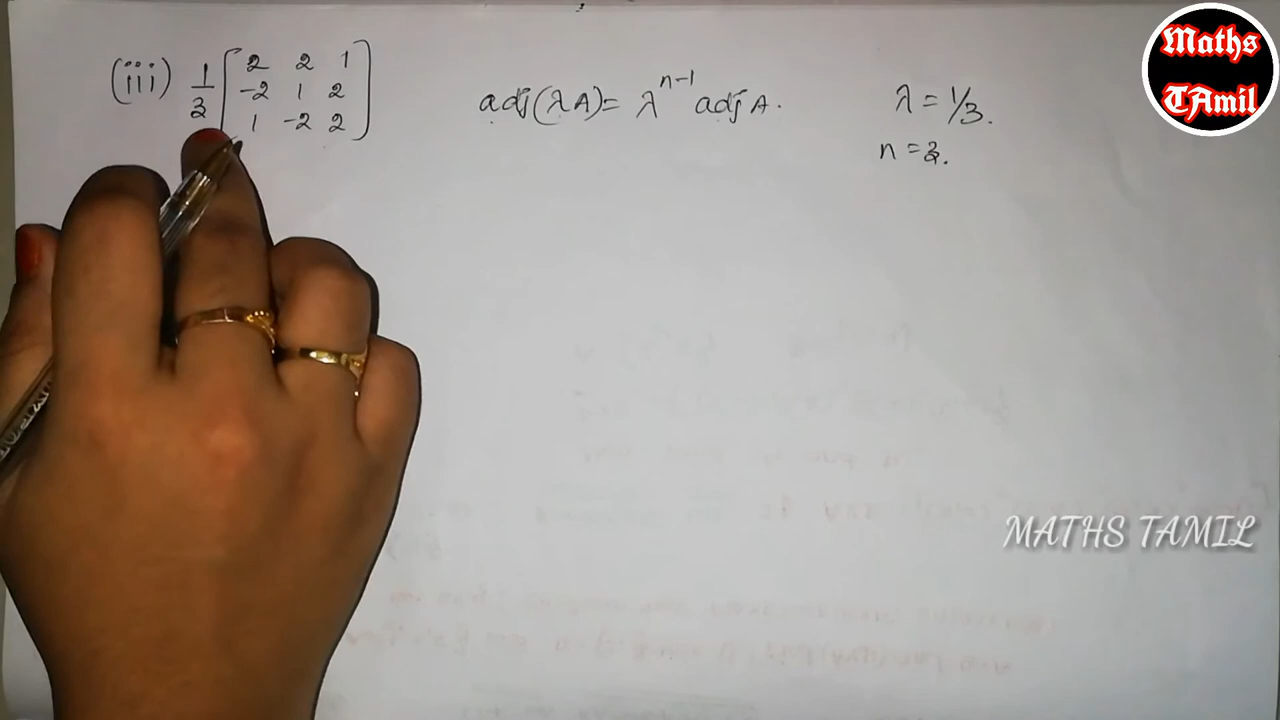 (iii) 1/3 [ 2 2 1
-2 1 2
1 -2 2 ]
adj(λA)= λ^{n-1} adj A.
λ = 1/3.
n = 3.
Maths
TAmil
MATHS TAMIL